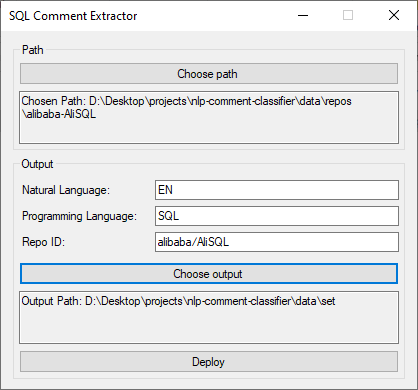 SQL Comment Extractor
Path
Choose path
Chosen Path: D:\Desktop\projects\nlp-comment-classifier\data\repos
\alibaba-AliSQL
Output
Natural Language: EN
Programming Language: SQL
Repo ID: alibaba/AliSQL
Choose output
Output Path: D:\Desktop\projects\nlp-comment-classifier\data\set
Deploy